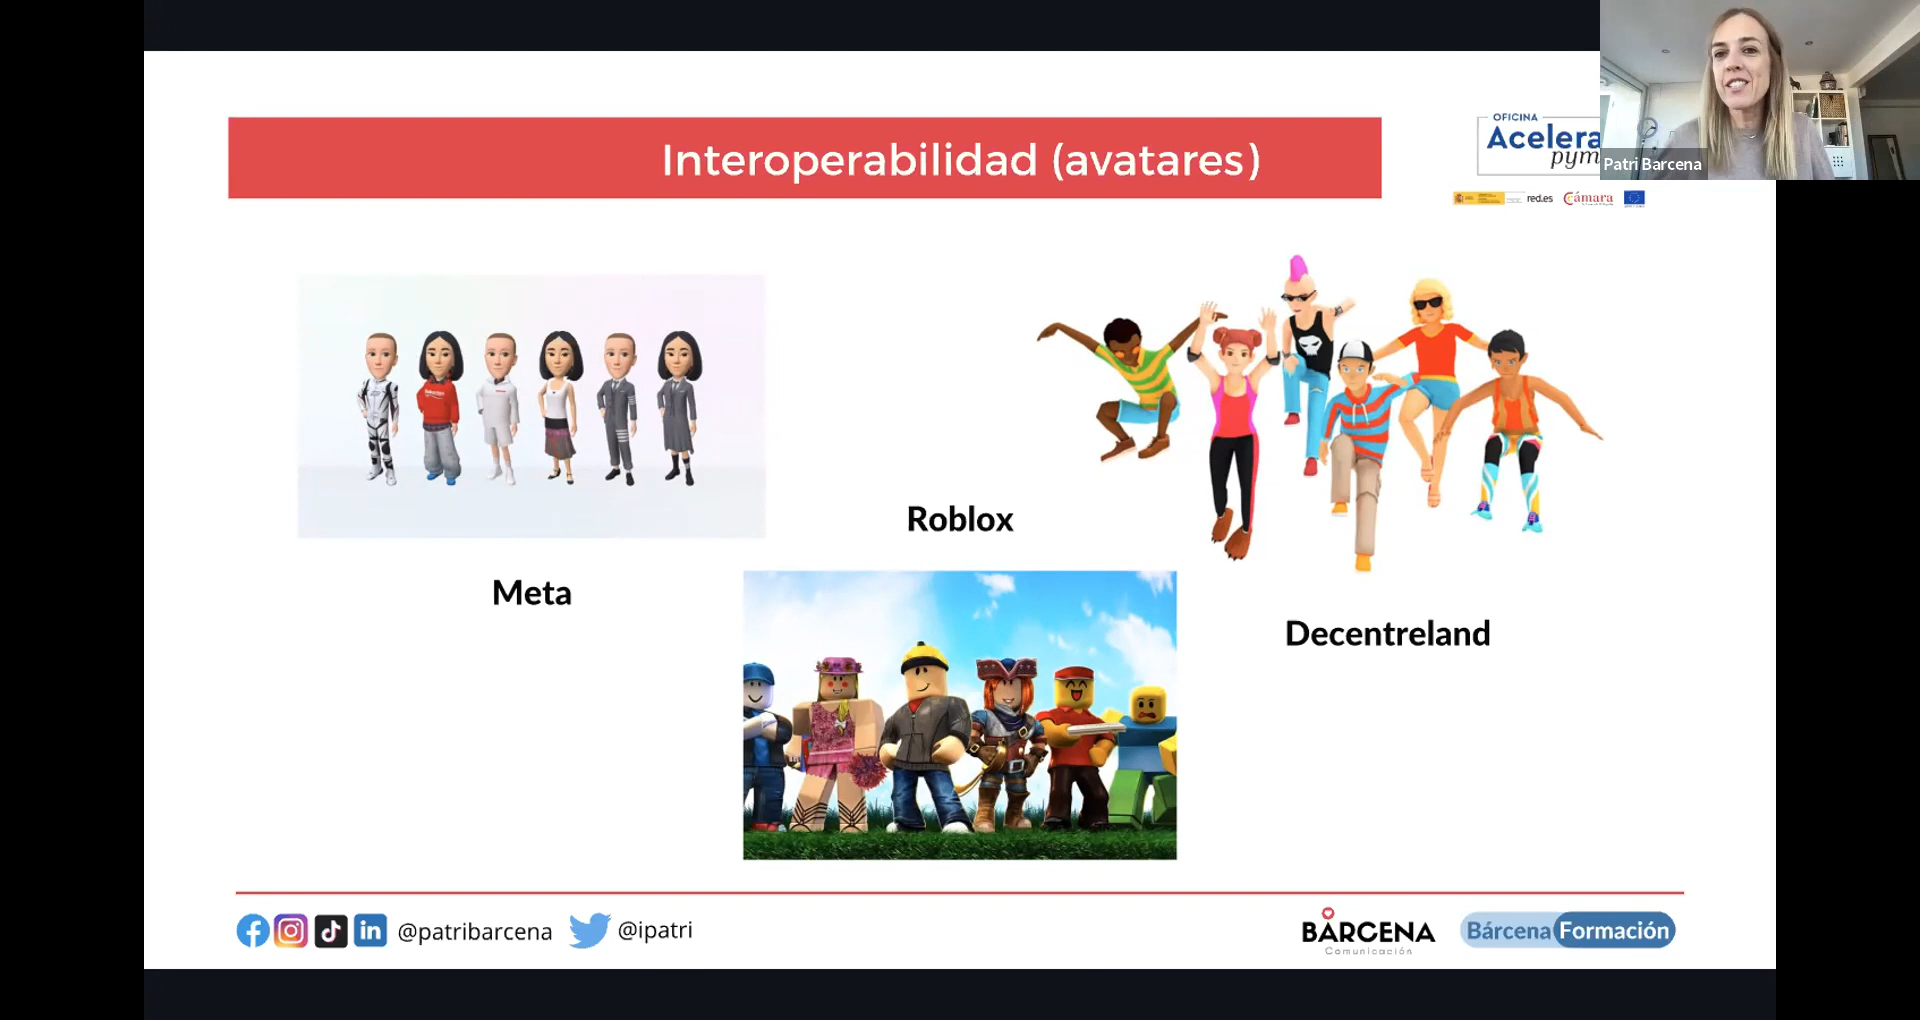 Interoperabilidad (avatares)
OFICINA
Acelera
pym
Patri Barcena
red.es
Cámara
Roblox
Meta
Decentreland
@patribarcena
@ipatri
BÁRCENA
Comunicación
Bárcena Formación